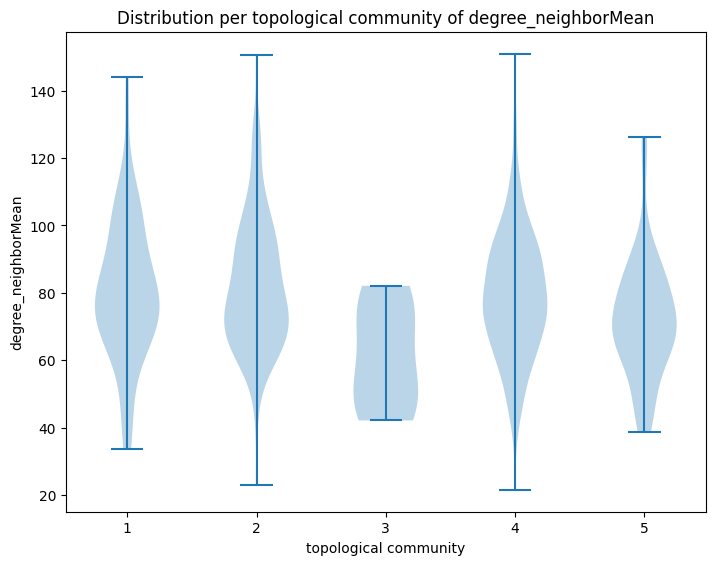 Distribution per topological community of degree_neighborMean
degree_neighborMean
140
120
100
80
60
40
20
1 2 3 4 5
topological community